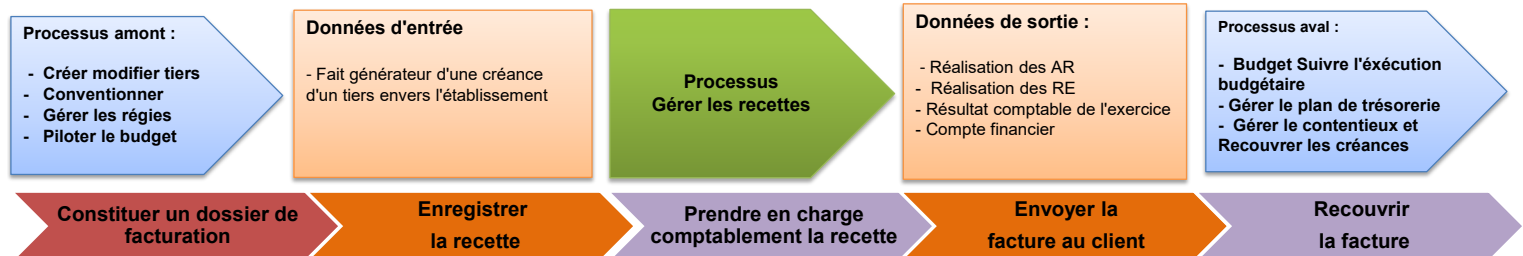 Processus amont :
- Créer modifier tiers
- Conventionner
- Gérer les régies
- Piloter le budget
Données d'entrée
- Fait générateur d'une créance
d'un tiers envers l'établissement
Processus
Gérer les recettes
Données de sortie :
- Réalisation des AR
- Réalisation des RE
- Résultat comptable de l'exercice
- Compte financier
Processus aval :
- Budget Suivre l'éxécution
budgétaire
- Gérer le plan de trésorerie
- Gérer le contentieux et
Recouvrer les créances
Constituer un dossier de
facturation
Enregistrer
la recette
Prendre en charge
comptablement la recette
Envoyer la
facture au client
Recouvrir
la facture